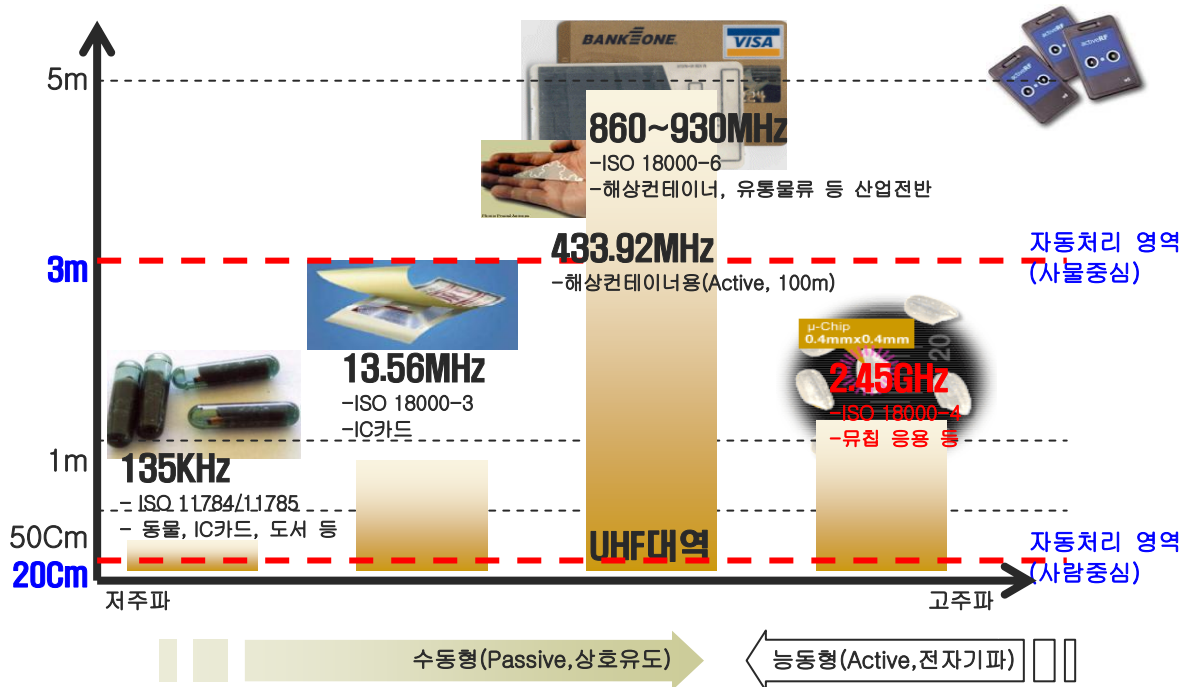 5m
3m
1m
50Cm
20Cm
BANK ONE.
VISA
activeRF
activeRF
activeRF
860~930MHz
-ISO 18000-6
-해상컨테이너, 유통물류 등 산업전반
433.92MHz
-해상컨테이너용(Active, 100m)
자동처리 영역
(사물중심)
13.56MHz
-ISO 18000-3
-IC카드
μ-Chip
0.4mmx0.4mm
20
2.45GHz
-ISO 18000-4
-뮤칩 응용 등
135KHz
- ISO 11784/11785
- 동물, IC카드, 도서 등
UHF대역
자동처리 영역
(사람중심)
저주파
고주파
수동형(Passive,상호유도)
능동형(Active,전자기파)